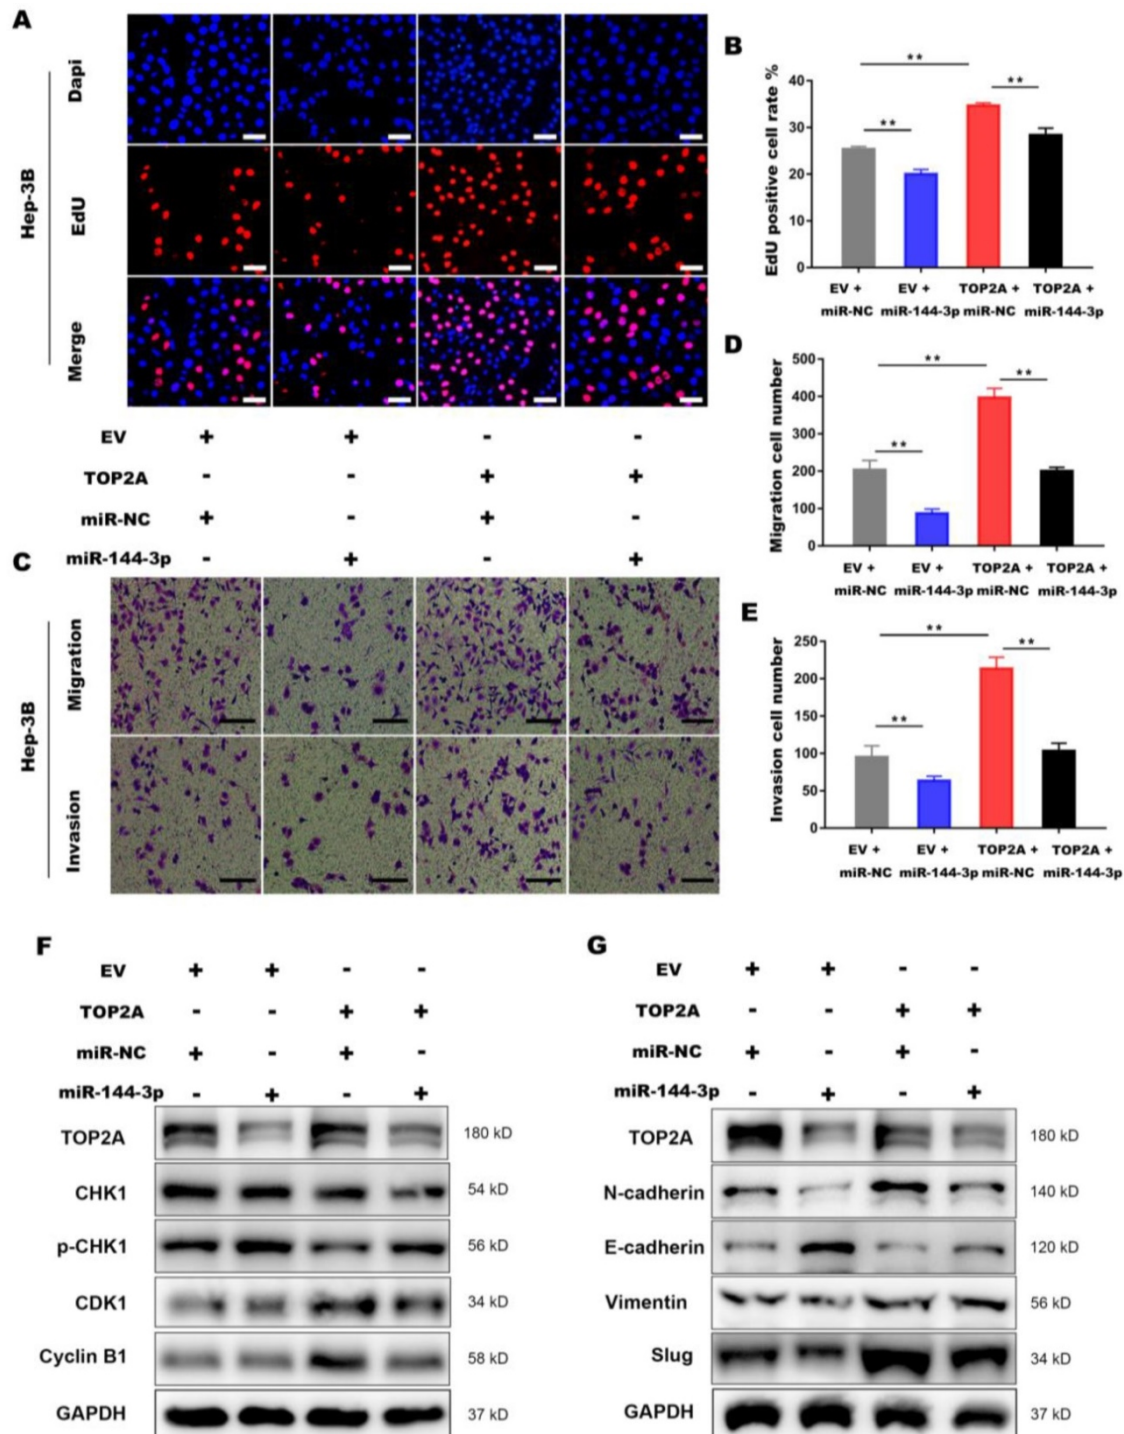 A
Dapi
EdU
Merge
Hep-3B
EV + + - -
TOP2A - - + +
miR-NC + - + -
miR-144-3p - + - +
B
EdU positive cell rate %
40
30
20
10
0
**
**
**
EV + EV + TOP2A + TOP2A +
miR-NC miR-144-3p miR-NC miR-144-3p
C
Migration
Invasion
Hep-3B
D
Migration cell number
500
400
300
200
100
0
**
**
**
EV + EV + TOP2A + TOP2A +
miR-NC miR-144-3p miR-NC miR-144-3p
E
Invasion cell number
250
200
150
100
50
0
**
**
**
EV + EV + TOP2A + TOP2A +
miR-NC miR-144-3p miR-NC miR-144-3p
F
EV + + - -
TOP2A - - + +
miR-NC + - + -
miR-144-3p - + - +
TOP2A 180 kD
CHK1 54 kD
p-CHK1 56 kD
CDK1 34 kD
Cyclin B1 58 kD
GAPDH 37 kD
G
EV + + - -
TOP2A - - + +
miR-NC + - + -
miR-144-3p - + - +
TOP2A 180 kD
N-cadherin 140 kD
E-cadherin 120 kD
Vimentin 56 kD
Slug 34 kD
GAPDH 37 kD